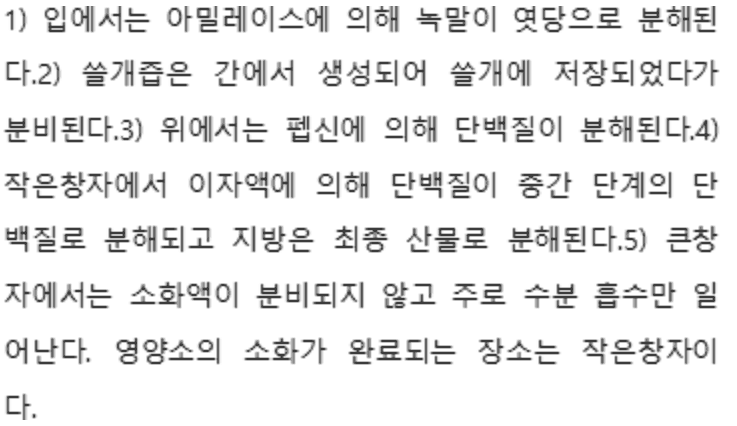 1) 입에서는 아밀레이스에 의해 녹말이 엿당으로 분해된
다.2) 쓸개즙은 간에서 생성되어 쓸개에 저장되었다가
분비된다.3) 위에서는 펩신에 의해 단백질이 분해된다.4)
작은창자에서 이자액에 의해 단백질이 중간 단계의 단
백질로 분해되고 지방은 최종 산물로 분해된다.5) 큰창
자에서는 소화액이 분비되지 않고 주로 수분 흡수만 일
어난다. 영양소의 소화가 완료되는 장소는 작은창자이
다.